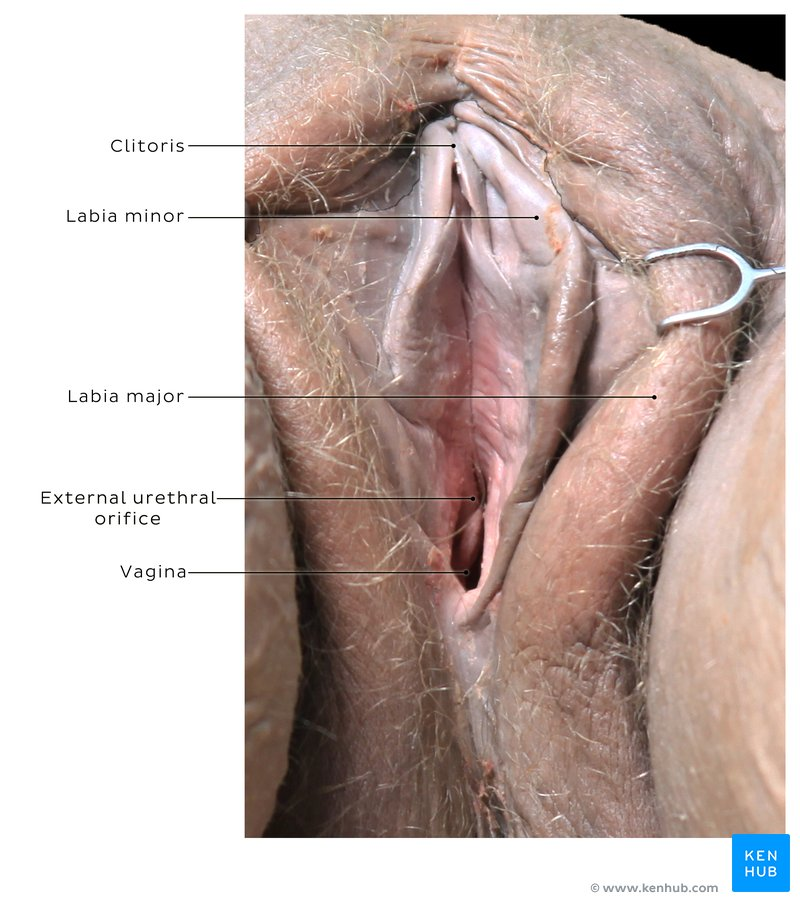 Clitoris
Labia minor
Labia major
External urethral
orifice
Vagina
KEN
HUB
© www.kenhub.com